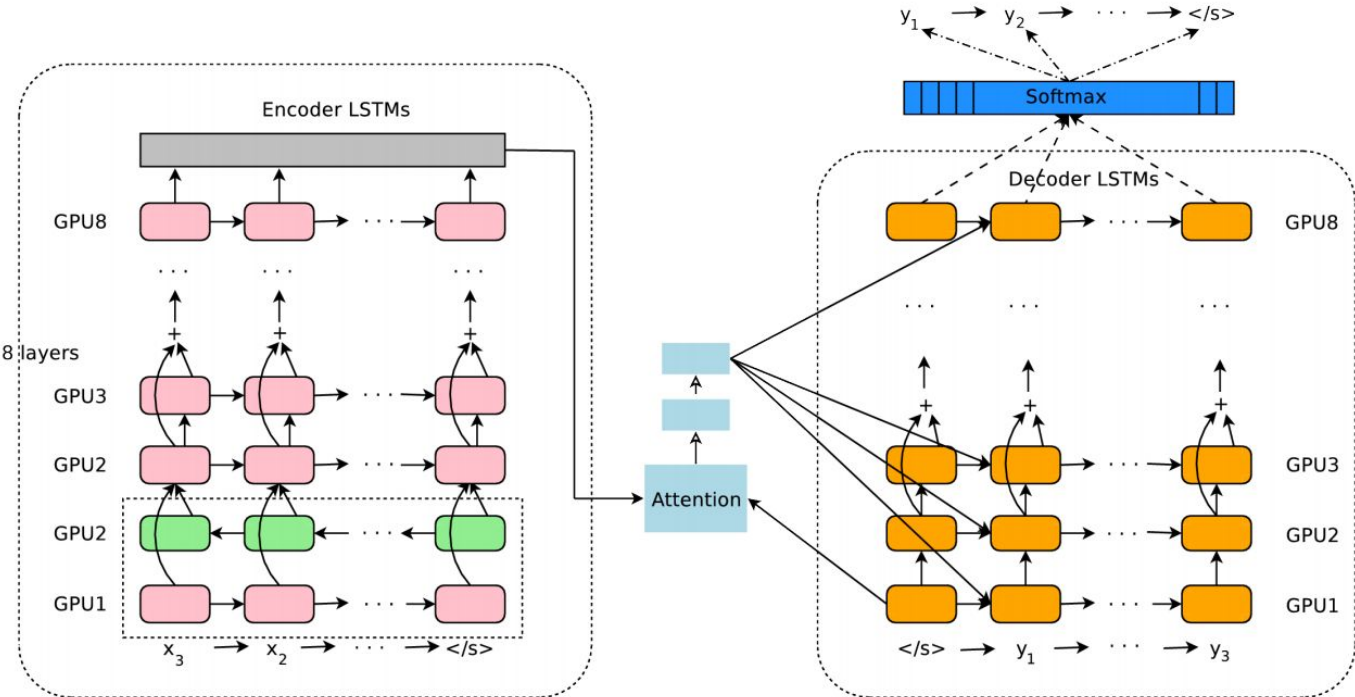 y1 y2 · · · </s>
Softmax
Encoder LSTMs
Decoder LSTMs
GPU8
· · ·
GPU8
· · ·
· · · · · · · · ·
· · · · · · · · ·
+ + +
8 layers
GPU3
· · ·
+ + +
GPU2
· · ·
Attention
GPU3
· · ·
GPU2
· · ·
GPU2
· · ·
GPU1
· · ·
GPU1
· · ·
x3 x2 · · · </s>
</s> y1 · · · y3